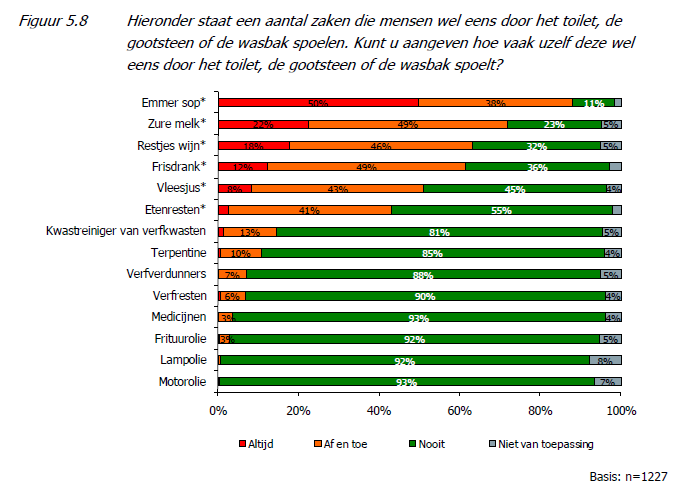 Figuur 5.8
Hieronder staat een aantal zaken die mensen wel eens door het toilet, de
gootsteen of de wasbak spoelen. Kunt u aangeven hoe vaak uzelf deze wel
eens door het toilet, de gootsteen of de wasbak spoelt?
Emmer sop* 50% 38% 11%
Zure melk* 22% 49% 23% 5%
Restjes wijn* 18% 46% 32% 5%
Frisdrank* 12% 49% 36%
Vleesjus* 8% 43% 45% 4%
Etenresten* 41% 55%
Kwastreiniger van verfkwasten 13% 81% 5%
Terpentine 10% 85% 4%
Verfverdunners 7% 88% 5%
Verfresten 6% 90% 4%
Medicijnen 3% 93% 4%
Frituurolie 3% 92% 5%
Lampolie 92% 8%
Motorolie 93% 7%
0% 20% 40% 60% 80% 100%
Altijd Af en toe Nooit Niet van toepassing
Basis: n=1227